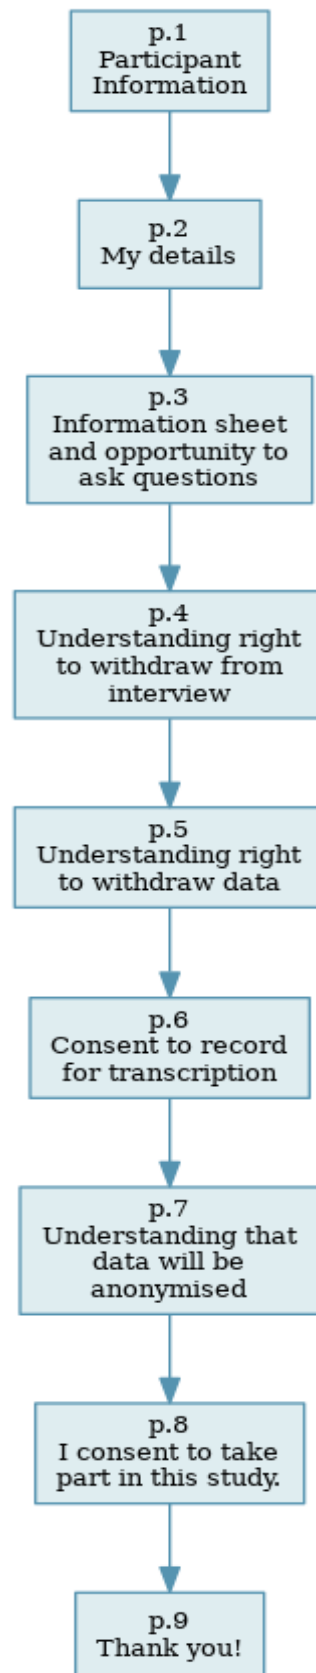 p.1
Participant
Information
p.2
My details
p.3
Information sheet
and opportunity to
ask questions
p.4
Understanding right
to withdraw from
interview
p.5
Understanding right
to withdraw data
p.6
Consent to record
for transcription
p.7
Understanding that
data will be
anonymised
p.8
I consent to take
part in this study.
p.9
Thank you!